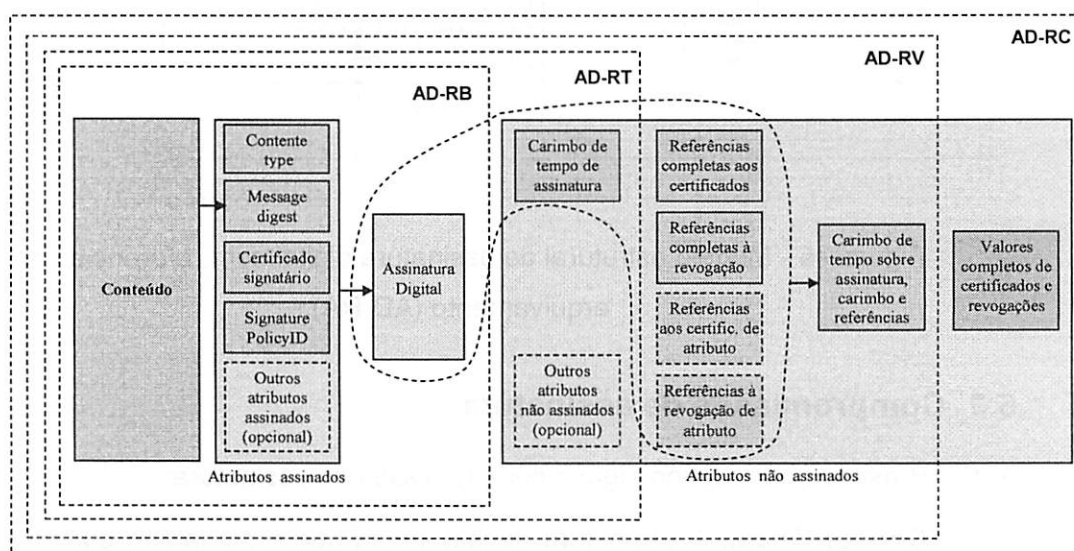 AD-RC
AD-RV
AD-RT
AD-RB
Conteúdo
Contente
type
Message
digest
Certificado
signatário
Signature
PolicyID
Outros
atributos
assinados
(opcional)
Atributos assinados
Assinatura
Digital
Carimbo de
tempo de
assinatura
Outros
atributos
não assinados
(opcional)
Referências
completas aos
certificados
Referências
completas à
revogação
Referências
aos certific. de
atributo
Referências à
revogação de
atributo
Atributos não assinados
Carimbo de
tempo sobre
assinatura,
carimbo e
referências
Valores
completos de
certificados e
revogações